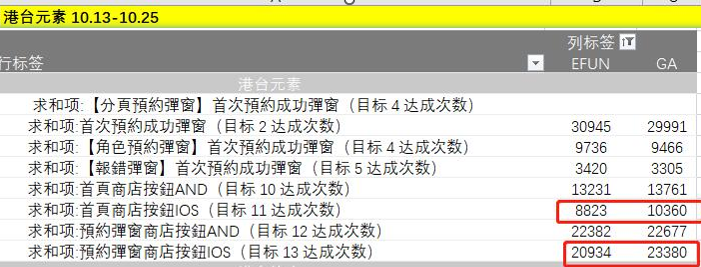 港台元素 10.13-10.25
列标签
行标签 EFUN GA
港台元素
求和项:【分頁預約彈窗】首次預約成功彈窗（目标 4 达成次数）
求和项:首次預約成功彈窗（目标 2 达成次数） 30945 29991
求和项:【角色預約彈窗】首次預約成功彈窗（目标 4 达成次数） 9736 9466
求和项:【報錯彈窗】首次預約成功彈窗（目标 5 达成次数） 3420 3305
求和项:首頁商店按鈕AND（目标 10 达成次数） 13231 13761
求和项:首頁商店按鈕IOS（目标 11 达成次数） 8823 10360
求和项:預約彈窗商店按鈕AND（目标 12 达成次数） 22382 22677
求和项:預約彈窗商店按鈕IOS（目标 13 达成次数） 20934 23380